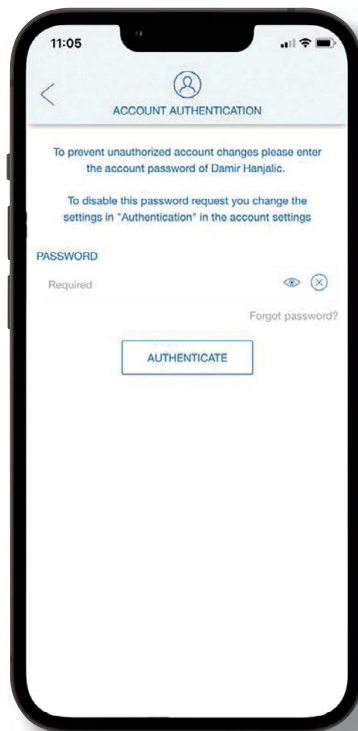 11:05
ACCOUNT AUTHENTICATION
To prevent unauthorized account changes please enter
the account password of Damir Hanjalic.
To disable this password request you change the
settings in "Authentication" in the account settings
PASSWORD
Required
Forgot password?
AUTHENTICATE